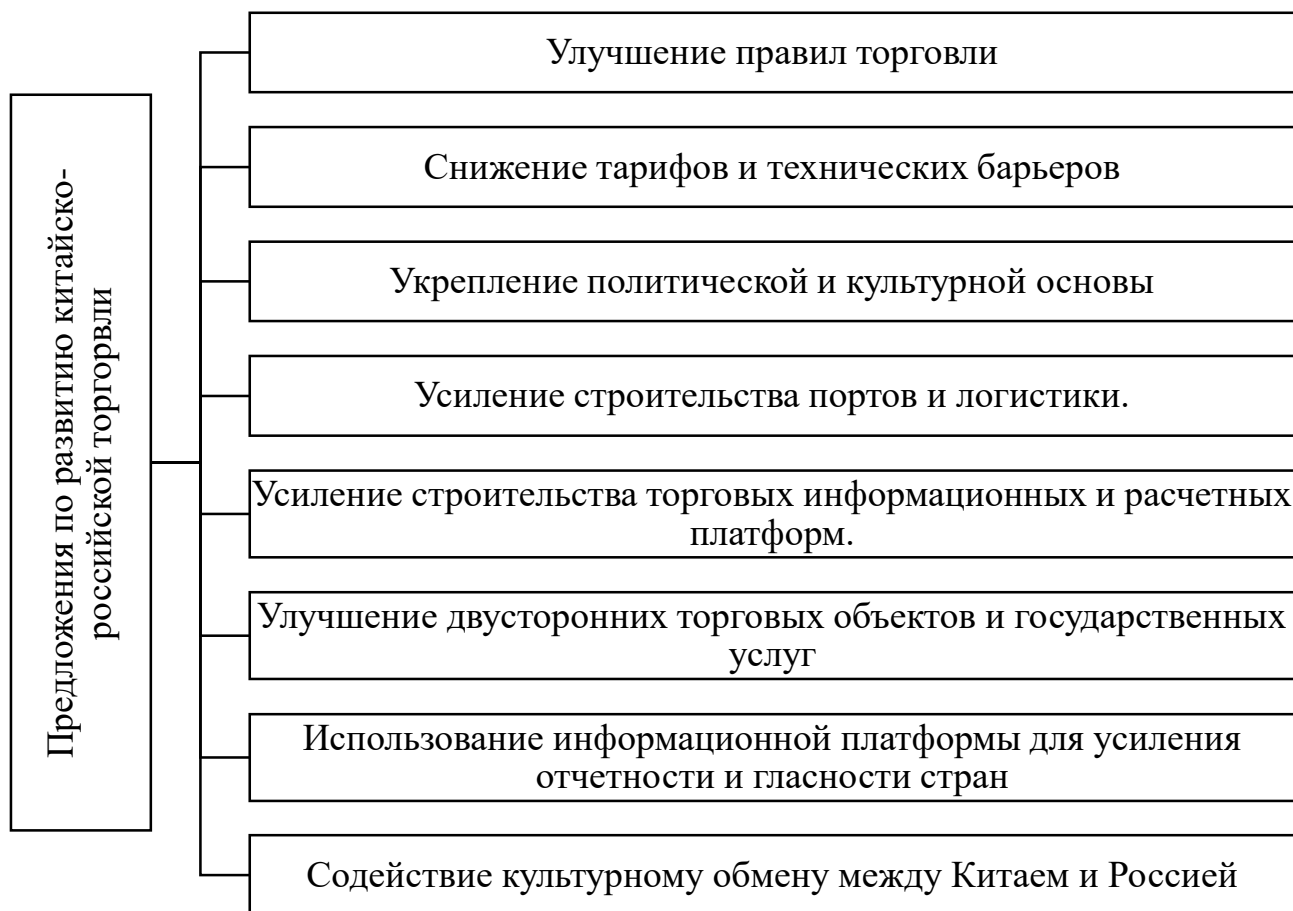 Предложения по развитию китайско-
российской торгорвли
Улучшение правил торговли
Снижение тарифов и технических барьеров
Укрепление политической и культурной основы
Усиление строительства портов и логистики.
Усиление строительства торговых информационных и расчетных
платформ.
Улучшение двусторонних торговых объектов и государственных
услуг
Использование информационной платформы для усиления
отчетности и гласности стран
Содействие культурному обмену между Китаем и Россией